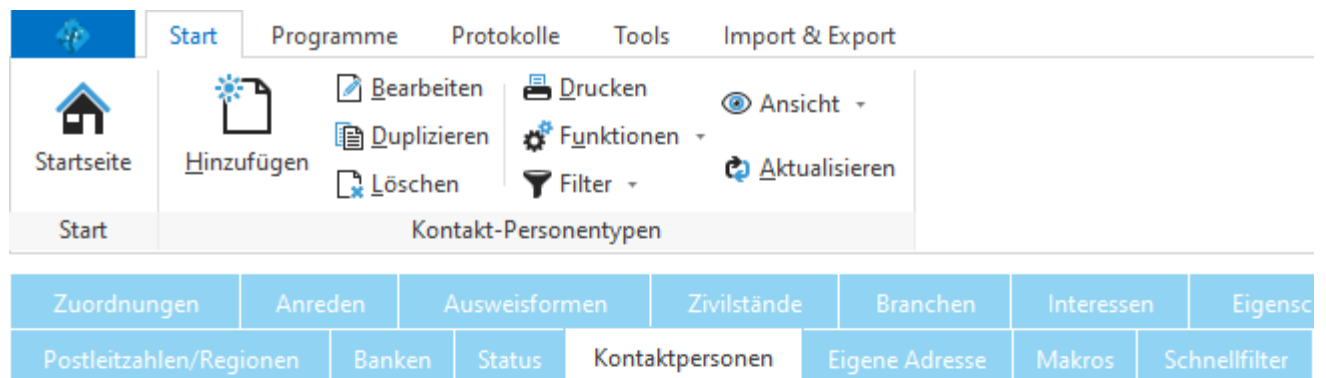 Start Programme Protokolle Tools Import & Export
Bearbeiten Drucken
Ansicht
Duplizieren Funktionen
Startseite Hinzufügen
Aktualisieren
Löschen Filter
Start Kontakt-Personentypen
Zuordnungen Anreden Ausweisformen Zivilstände Branchen Interessen Eigensc
Postleitzahlen/Regionen Banken Status Kontaktpersonen Eigene Adresse Makros Schnellfilter